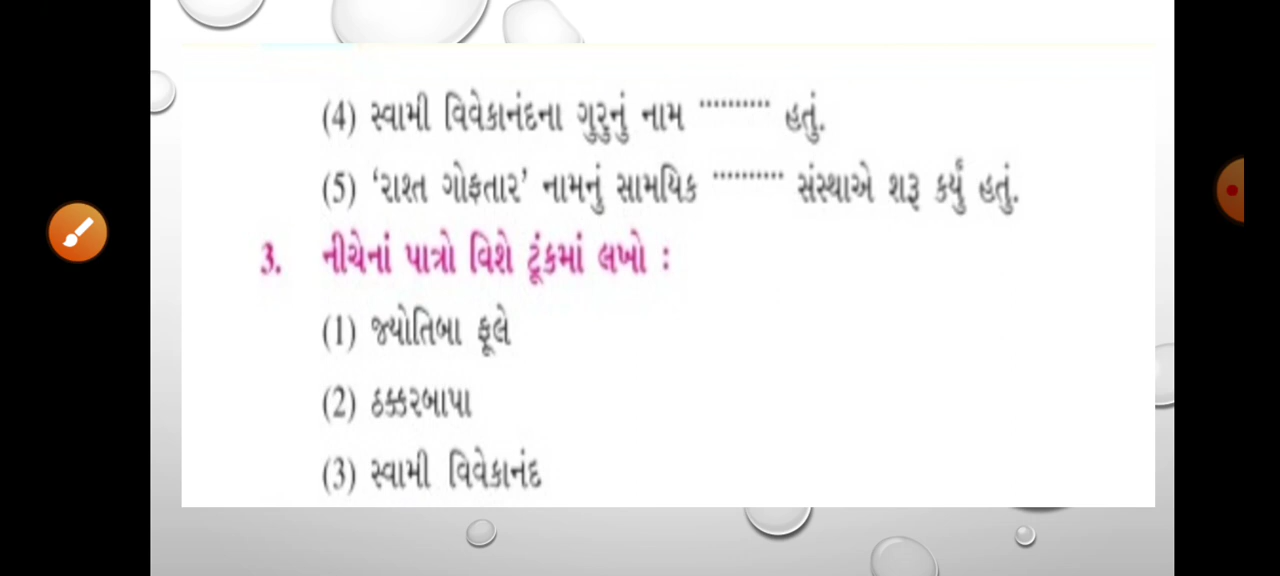 (4) સ્વામી વિવેકાનંદના ગુરુનું નામ .......... હતું.
(5) ‘રાશ્ત ગોફતાર’ નામનું સામયિક .......... સંસ્થાએ શરૂ કર્યું હતું.
3. નીચેનાં પાત્રો વિશે ટૂંકમાં લખો :
(1) જ્યોતિબા ફૂલે
(2) ઠક્કરબાપા
(3) સ્વામી વિવેકાનંદ